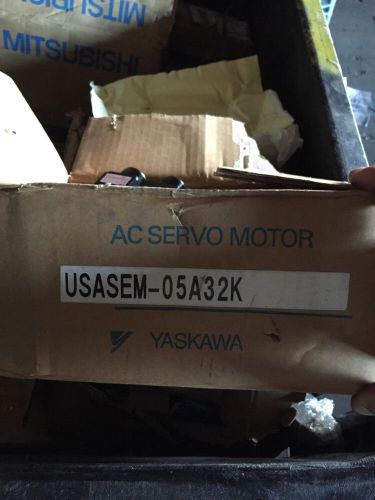 MITSUBISHI
MITSUBISHI
AC SERVO MOTOR
USASEM-05A32K
YASKAWA